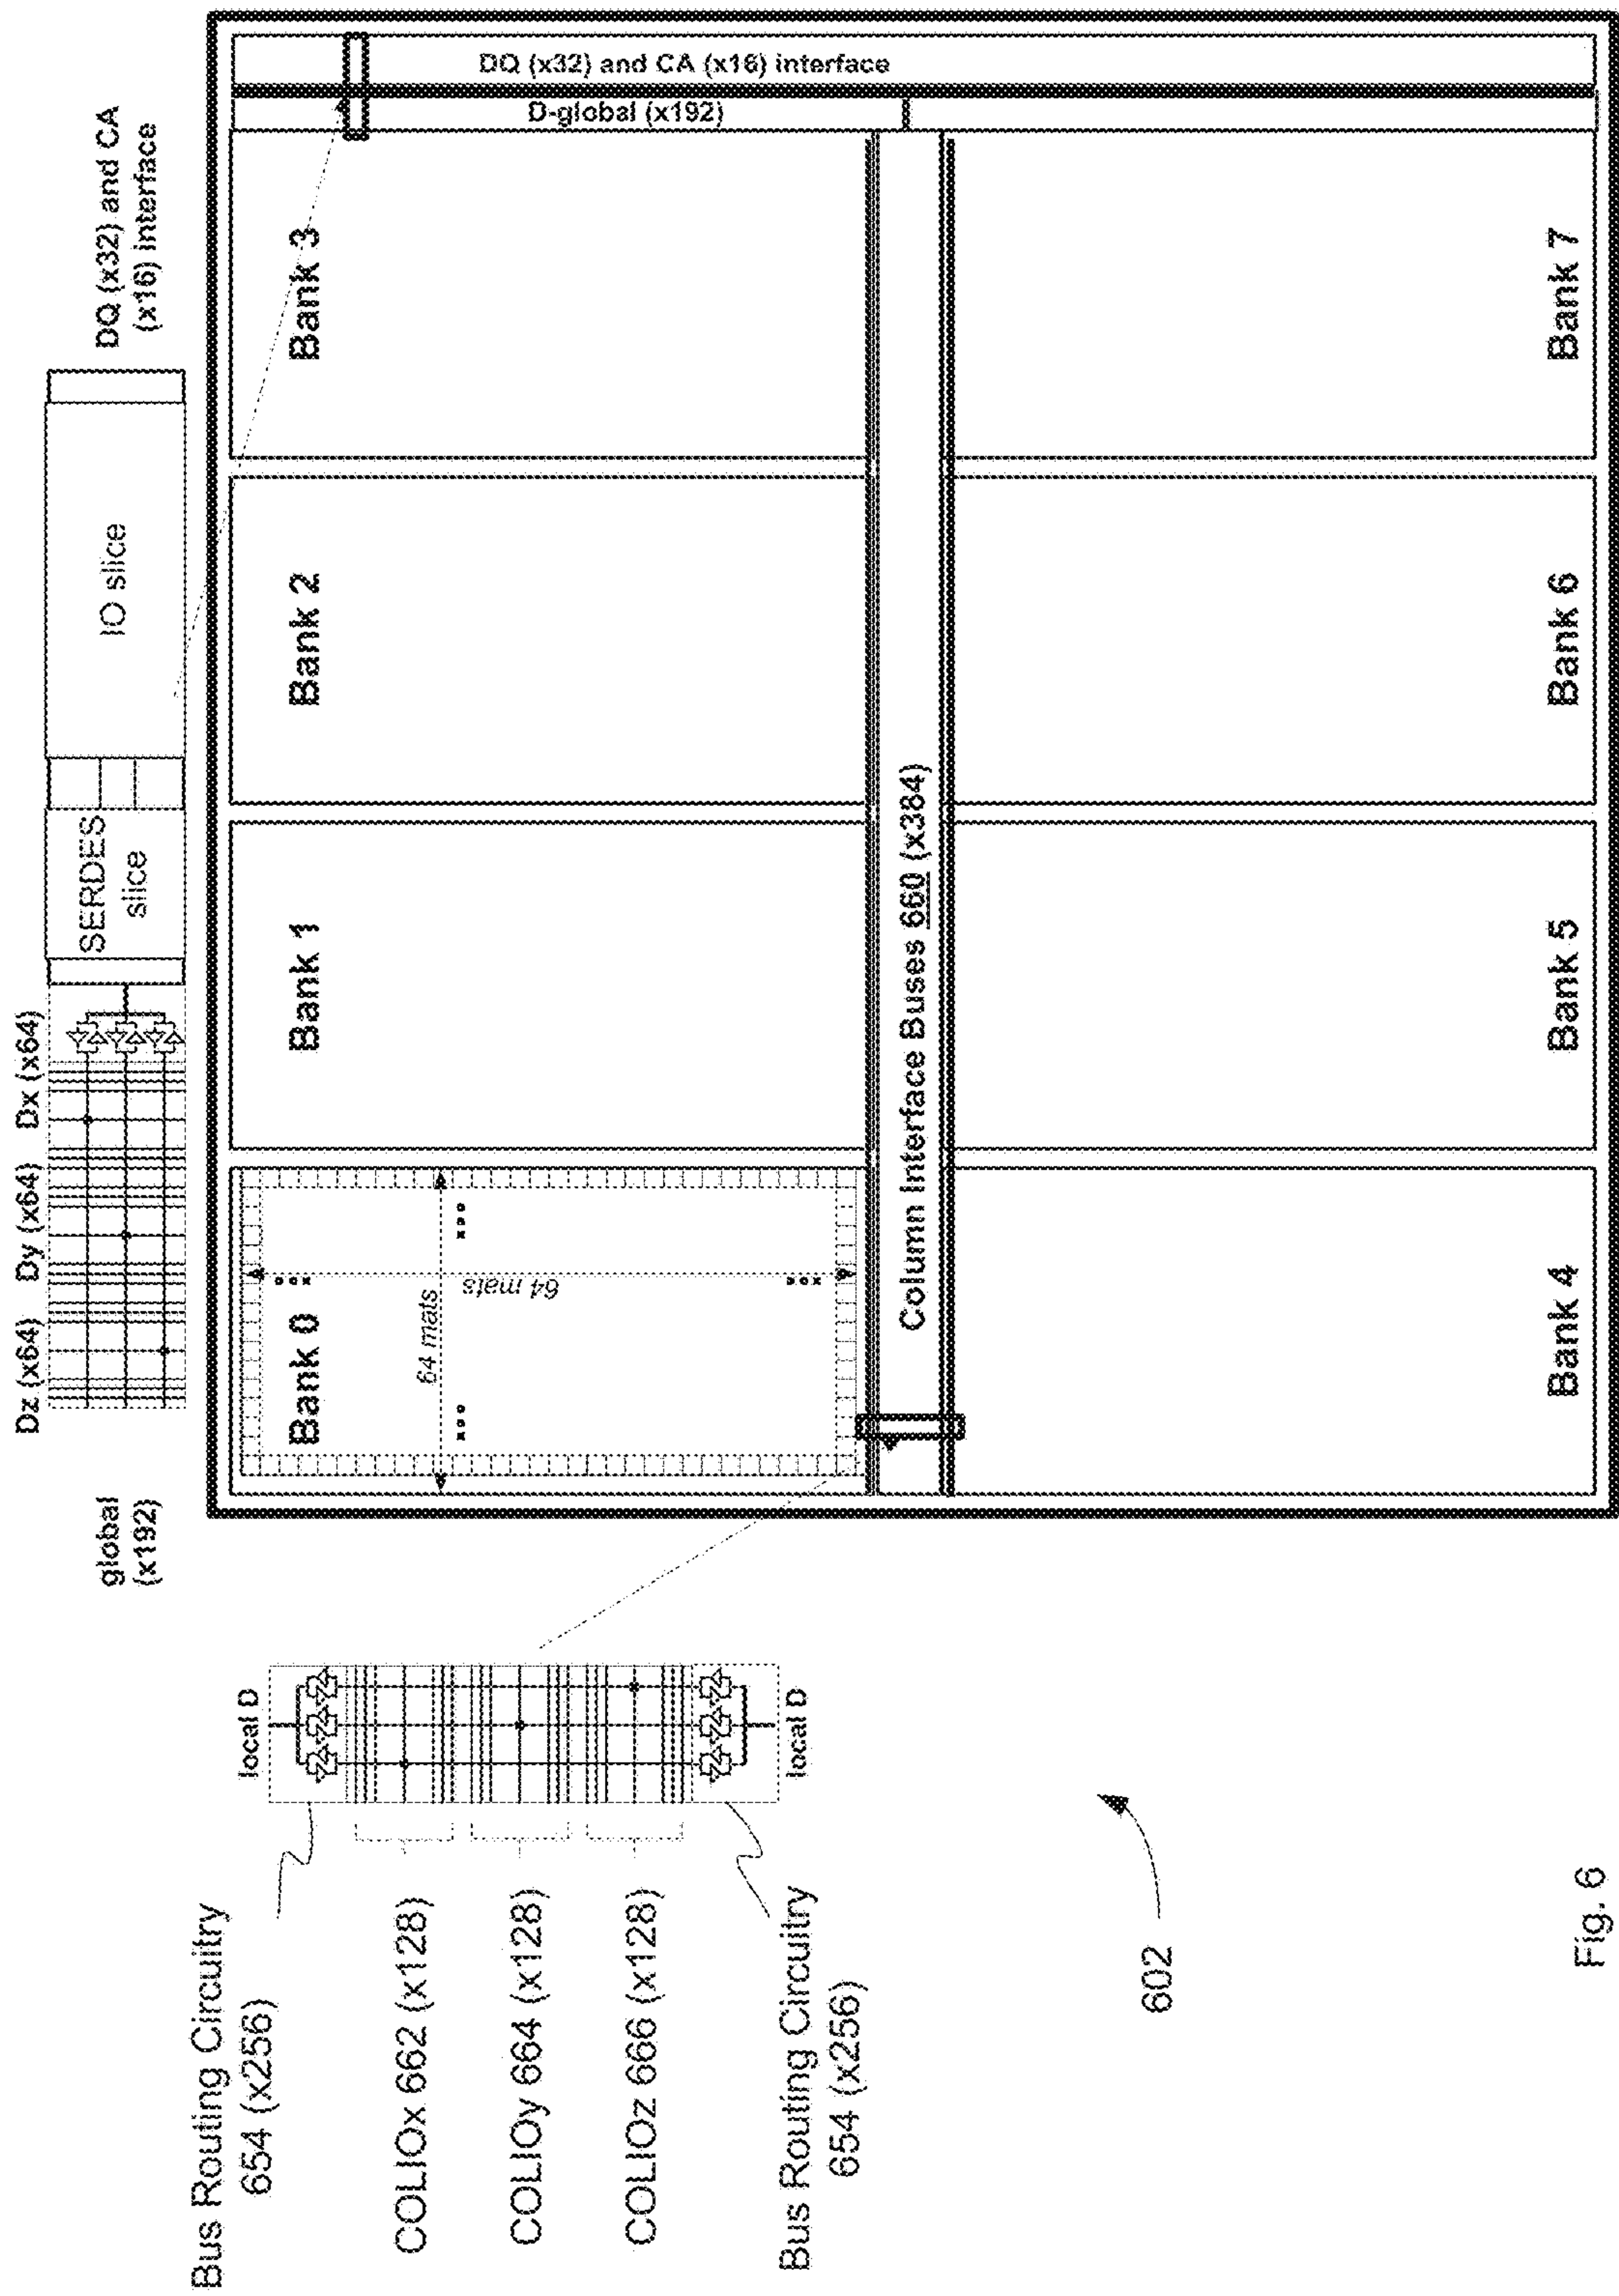 Dz (x64)
Dy (x64)
Dx (x64)
global
(x192)
SERDES
slice
IO slice
DQ (x32) and CA
(x16) interface
DQ (x32) and CA (x16) interface
D-global (x192)
Bank 0
64 mats
64 mats
Bank 1
Bank 2
Bank 3
Column Interface Buses 660 (x384)
Bank 4
Bank 5
Bank 6
Bank 7
local D
local D
Bus Routing Circuitry
654 (x256)
COLIOx 662 (x128)
COLIOy 664 (x128)
COLIOz 666 (x128)
Bus Routing Circuitry
654 (x256)
602
Fig. 6